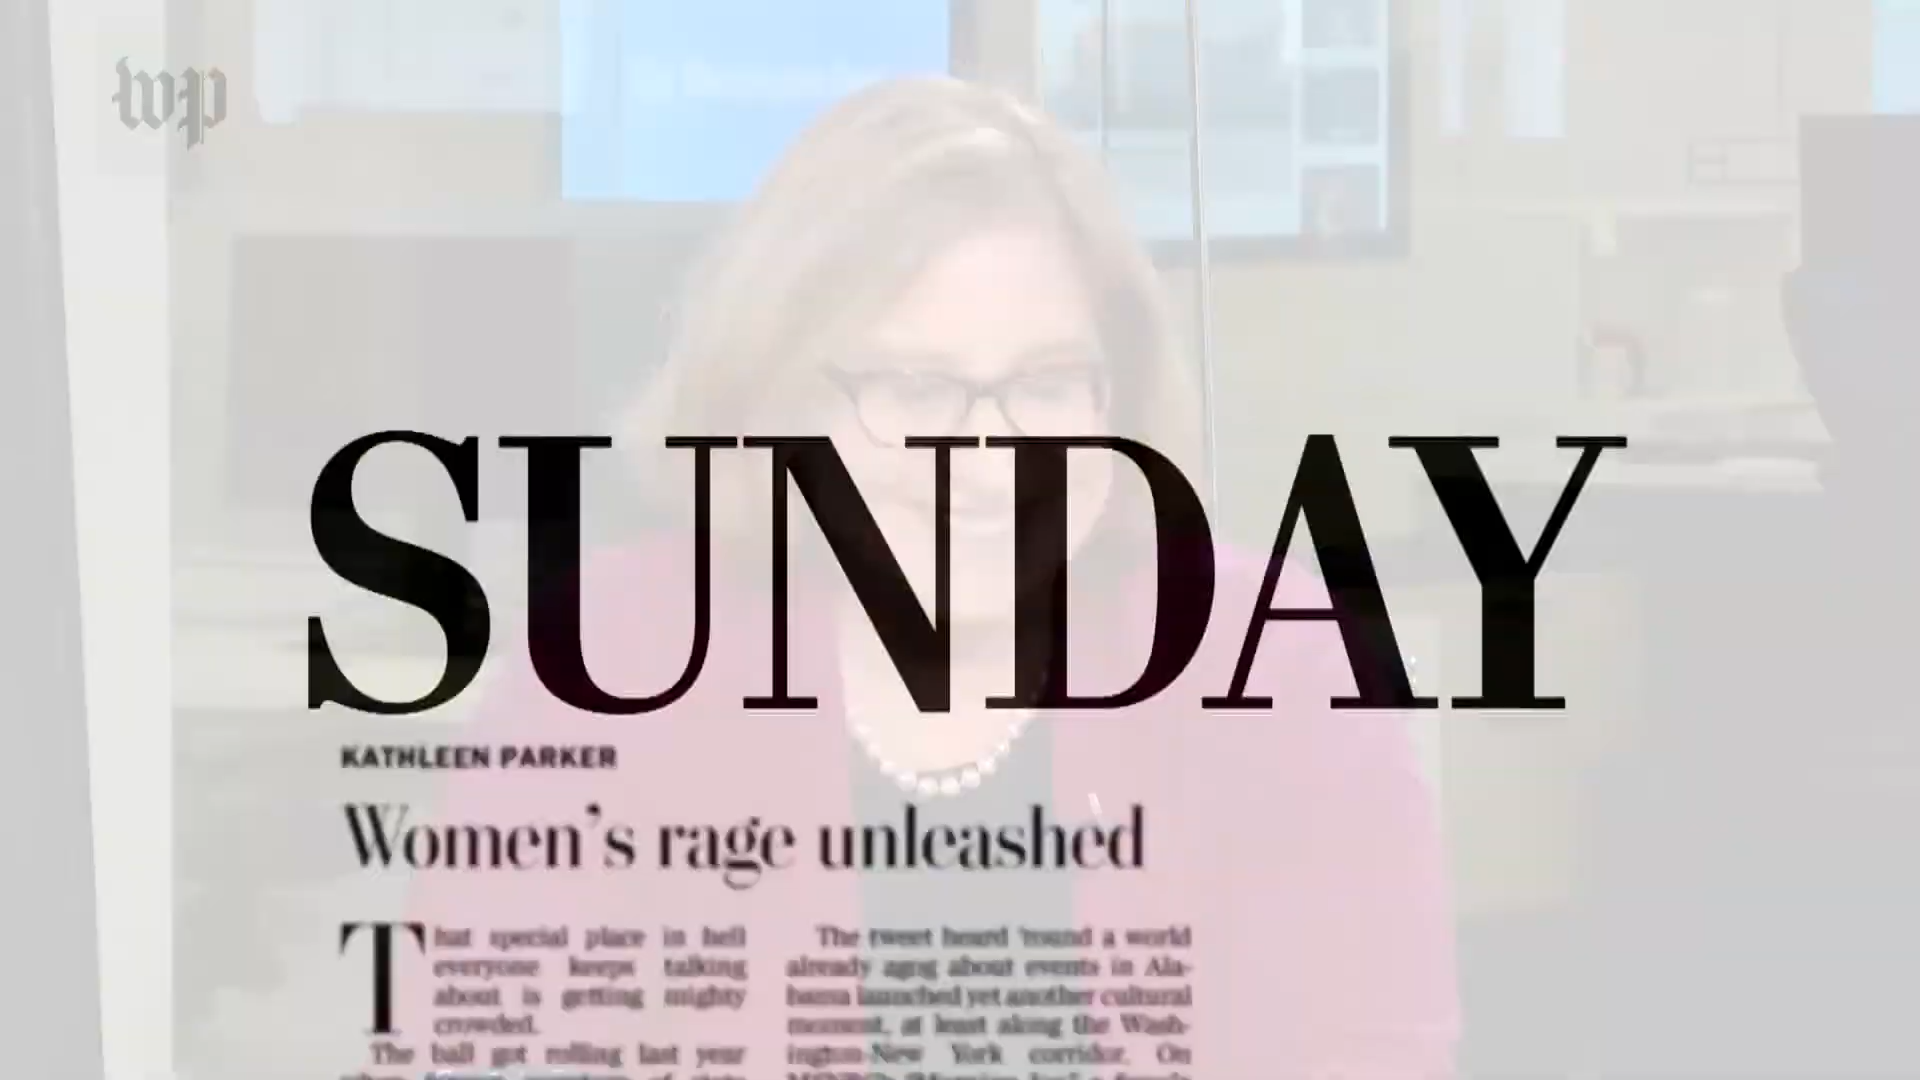 wp
SUNDAY
KATHLEEN PARKER
Women's rage unleashed
That special place in hell
everyone keeps talking
about is getting mighty
crowded.
The ball got rolling last year
The tweet heard 'round a world
already agog about events in Ala-
bama launched yet another cultural
moment, at least along the Wash-
ington-New York corridor. On